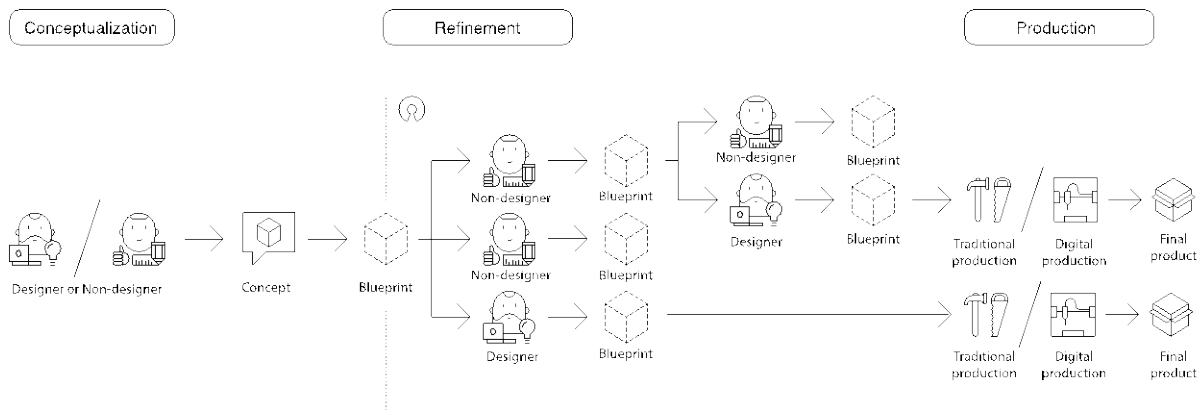 Conceptualization
Refinement
Production
Non-designer
Blueprint
Non-designer
Blueprint
Designer
Blueprint
Traditional
production
Digital
production
Final
product
Designer or Non-designer
Concept
Blueprint
Non-designer
Blueprint
Designer
Blueprint
Traditional
production
Digital
production
Final
product